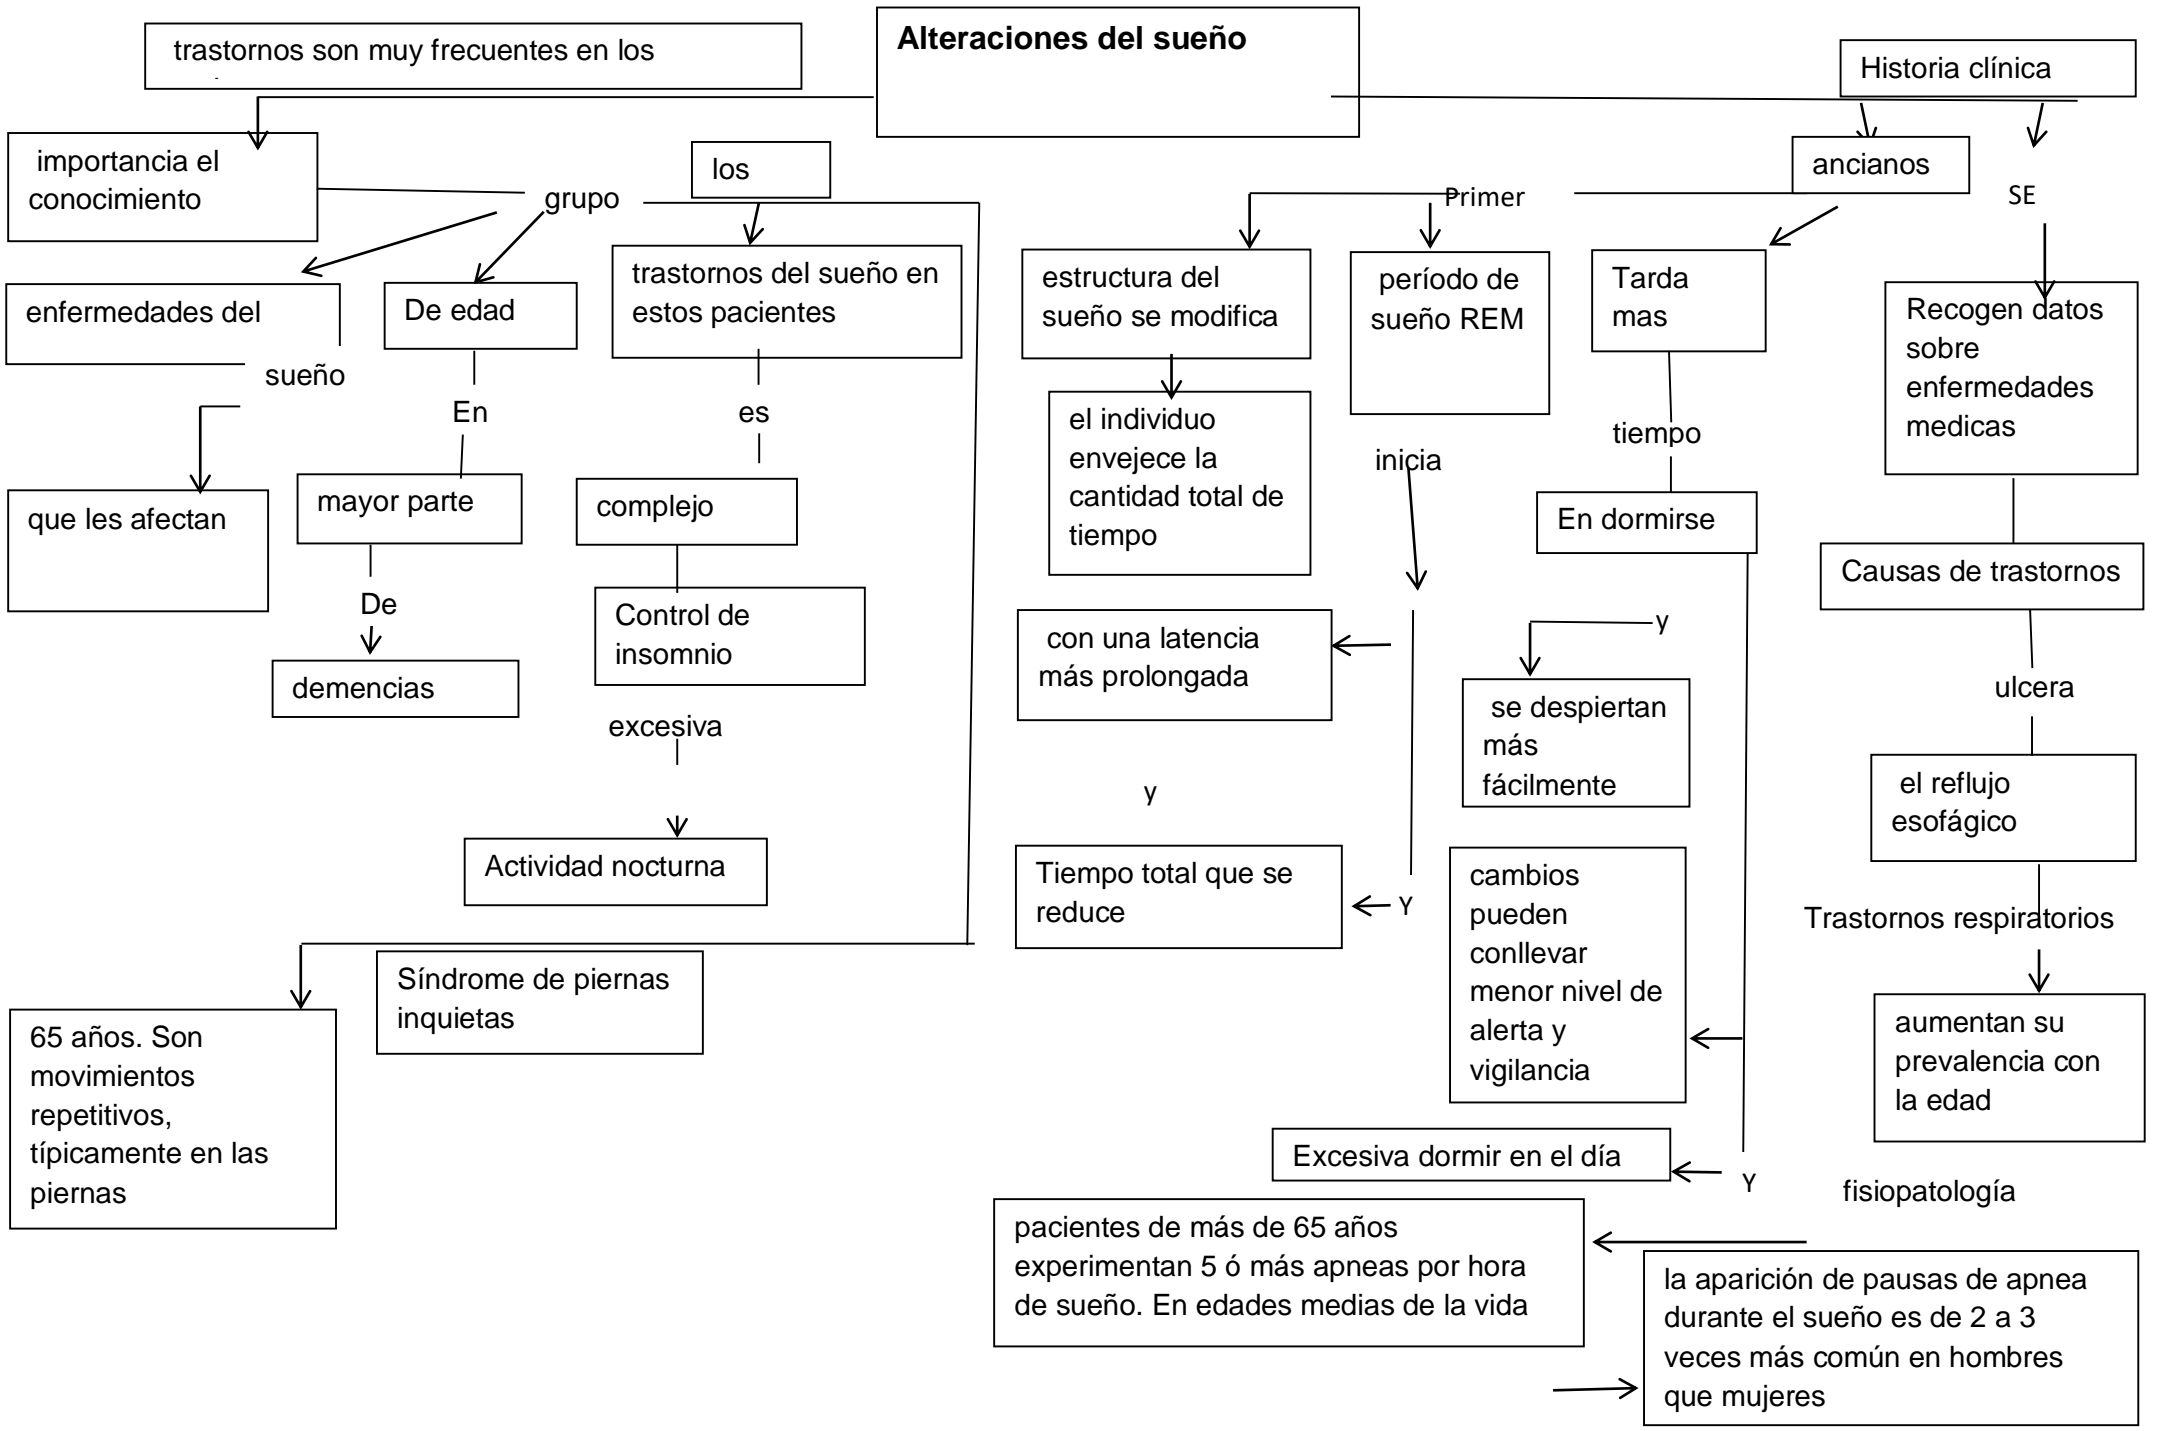 trastornos son muy frecuentes en los
Alteraciones del sueño
Historia clínica
importancia el
conocimiento
grupo
los
enfermedades del
sueño
que les afectan
De edad
En
mayor parte
De
demencias
trastornos del sueño en
estos pacientes
es
complejo
Control de
insomnio
excesiva
Actividad nocturna
Síndrome de piernas
inquietas
65 años. Son
movimientos
repetitivos,
típicamente en las
piernas
ancianos
Primer
estructura del
sueño se modifica
el individuo
envejece la
cantidad total de
tiempo
período de
sueño REM
inicia
con una latencia
más prolongada
y
Tiempo total que se
reduce
Y
Tarda
mas
tiempo
En dormirse
y
se despiertan
más
fácilmente
cambios
pueden
conllevar
menor nivel de
alerta y
vigilancia
Excesiva dormir en el día
Y
SE
Recogen datos
sobre
enfermedades
medicas
Causas de trastornos
ulcera
el reflujo
esofágico
Trastornos respiratorios
aumentan su
prevalencia con
la edad
fisiopatología
pacientes de más de 65 años
experimentan 5 ó más apneas por hora
de sueño. En edades medias de la vida
la aparición de pausas de apnea
durante el sueño es de 2 a 3
veces más común en hombres
que mujeres